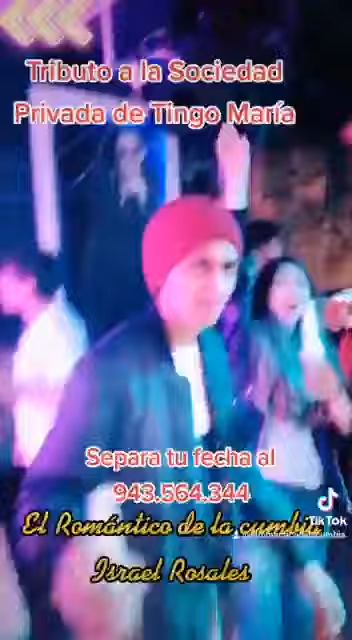 Tributo a la Sociedad
Privada de Tingo María
Separa tu fecha al
943.564.344
El Romántico de la cumbia
Israel Rosales
TikTok